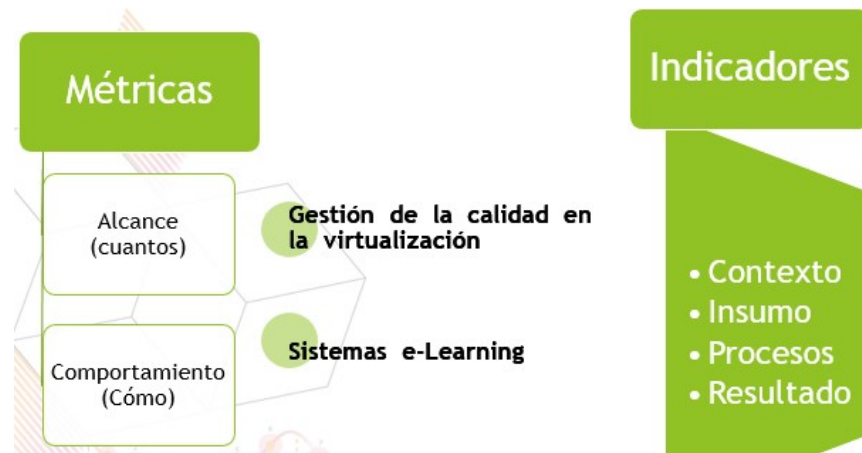 Métricas
Alcance
(cuantos)
Comportamiento
(Cómo)
Gestión de la calidad en
la virtualización
Sistemas e-Learning
Indicadores
• Contexto
• Insumo
• Procesos
• Resultado